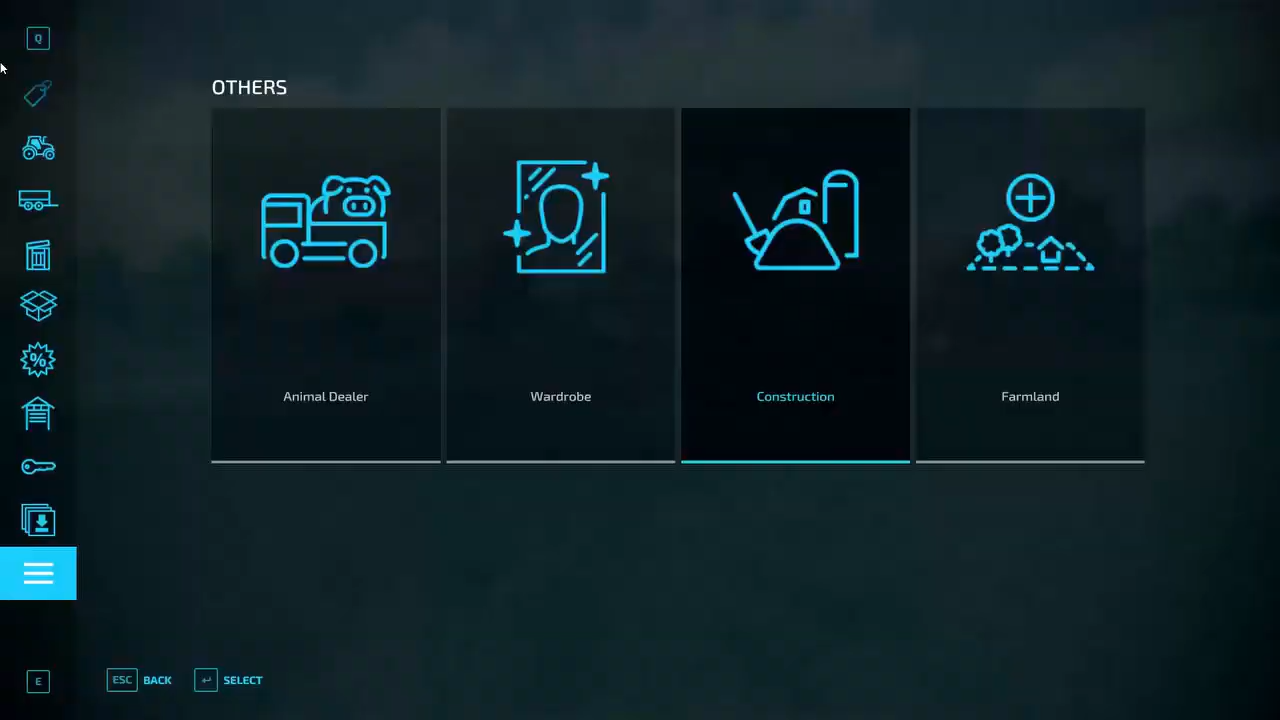 Q
OTHERS
%
Animal Dealer
Wardrobe
Construction
Farmland
E
ESC BACK
SELECT